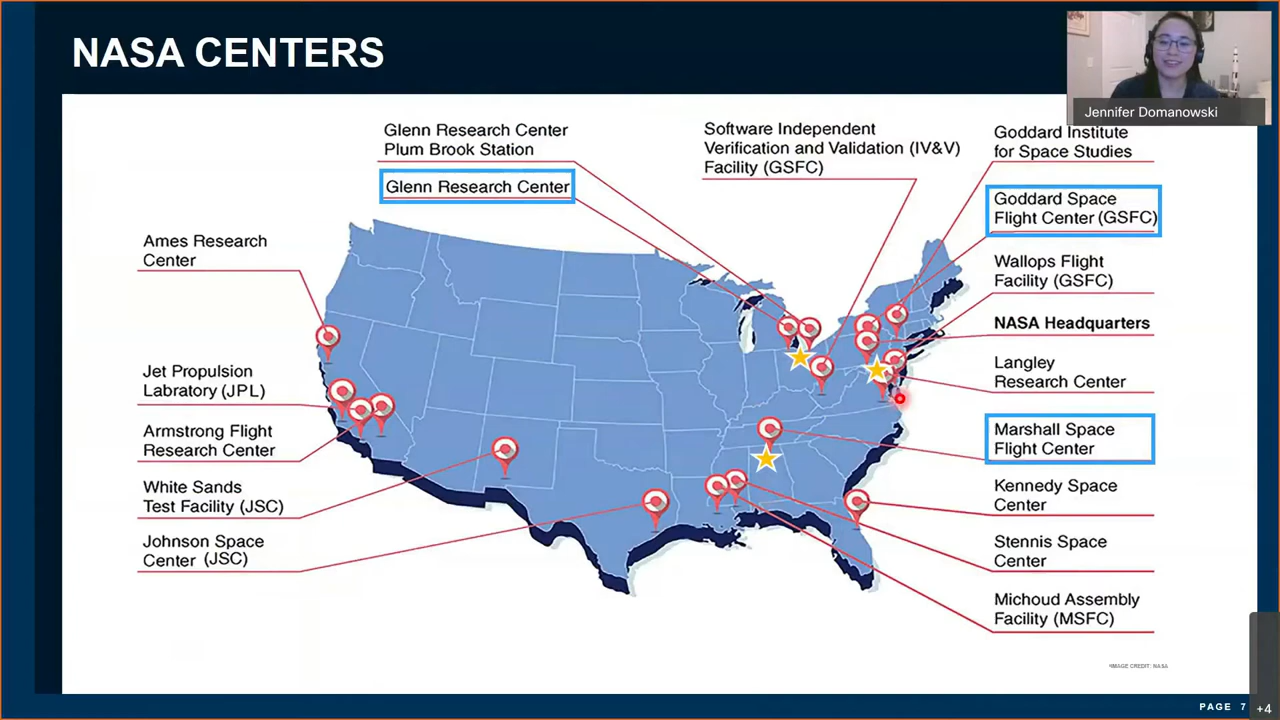 NASA CENTERS
Jennifer Domanowski
Glenn Research Center
Plum Brook Station
Glenn Research Center
Software Independent
Verification and Validation (IV&V)
Facility (GSFC)
Goddard Institute
for Space Studies
Goddard Space
Flight Center (GSFC)
Ames Research
Center
Wallops Flight
Facility (GSFC)
NASA Headquarters
Langley
Research Center
Jet Propulsion
Labratory (JPL)
Armstrong Flight
Research Center
Marshall Space
Flight Center
White Sands
Test Facility (JSC)
Kennedy Space
Center
Johnson Space
Center (JSC)
Stennis Space
Center
Michoud Assembly
Facility (MSFC)
*IMAGE CREDIT: NASA
PAGE 7
+4